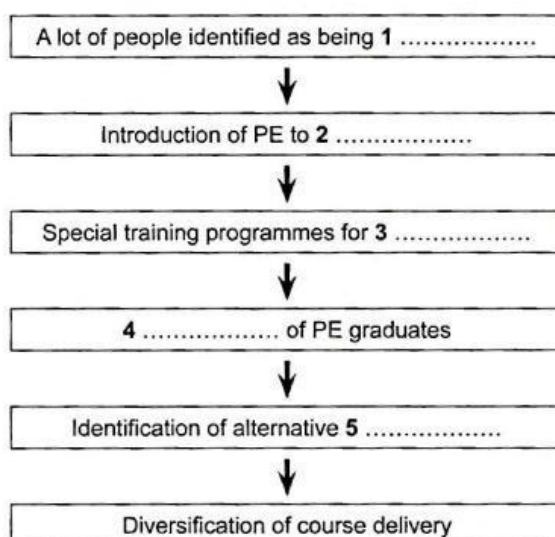 A lot of people identified as being 1 ..................
Introduction of PE to 2 ..................
Special training programmes for 3 ..................
4 .................. of PE graduates
Identification of alternative 5 ..................
Diversification of course delivery